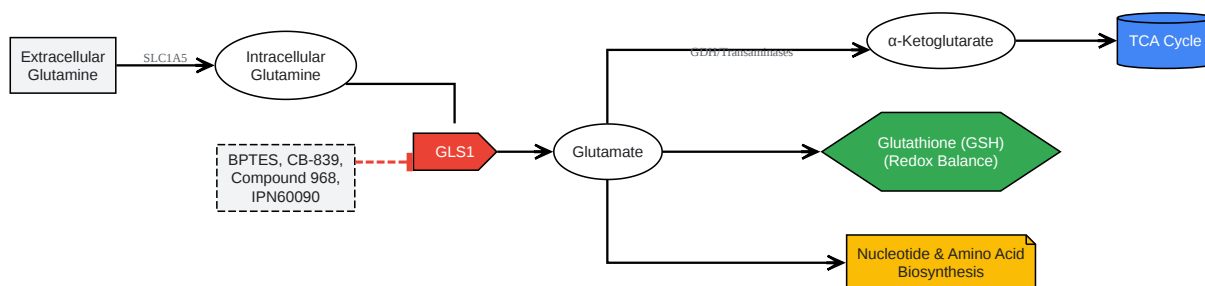 Extracellular
Glutamine
SLC1A5
Intracellular
Glutamine
BPTES, CB-839,
Compound 968,
IPN60090
GLS1
Glutamate
GDH/Transaminases
α-Ketoglutarate
TCA Cycle
Glutathione (GSH)
(Redox Balance)
Nucleotide & Amino Acid
Biosynthesis